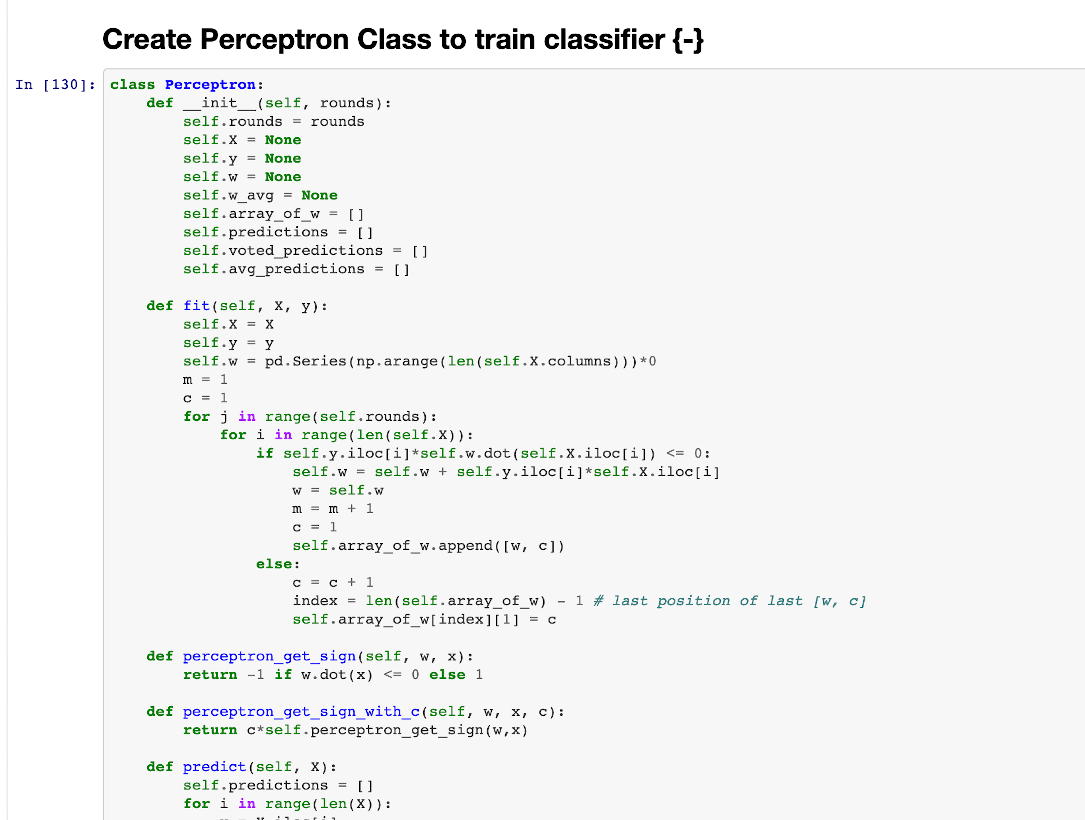 Create Perceptron Class to train classifier {-}
In [130]: class Perceptron:
    def __init__(self, rounds):
        self.rounds = rounds
        self.X = None
        self.y = None
        self.w = None
        self.w_avg = None
        self.array_of_w = []
        self.predictions = []
        self.voted_predictions = []
        self.avg_predictions = []

    def fit(self, X, y):
        self.X = X
        self.y = y
        self.w = pd.Series(np.arange(len(self.X.columns)))*0
        m = 1
        c = 1
        for j in range(self.rounds):
            for i in range(len(self.X)):
                if self.y.iloc[i]*self.w.dot(self.X.iloc[i]) <= 0:
                    self.w = self.w + self.y.iloc[i]*self.X.iloc[i]
                    w = self.w
                    m = m + 1
                    c = 1
                    self.array_of_w.append([w, c])
                else:
                    c = c + 1
                    index = len(self.array_of_w) - 1 # last position of last [w, c]
                    self.array_of_w[index][1] = c

    def perceptron_get_sign(self, w, x):
        return -1 if w.dot(x) <= 0 else 1

    def perceptron_get_sign_with_c(self, w, x, c):
        return c*self.perceptron_get_sign(w,x)

    def predict(self, X):
        self.predictions = []
        for i in range(len(X)):